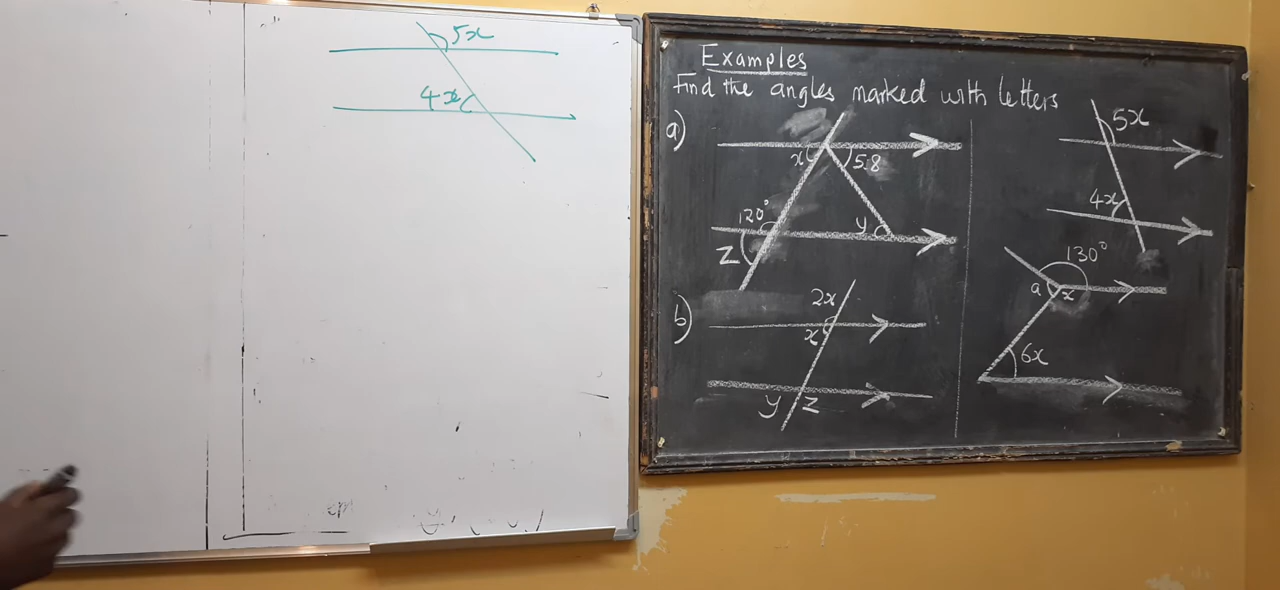 5x
4x
Examples
Find the angles marked with letters
a)
x
58
120°
y
z
b)
2x
x
y
z
5x
4x
130°
a
x
6x